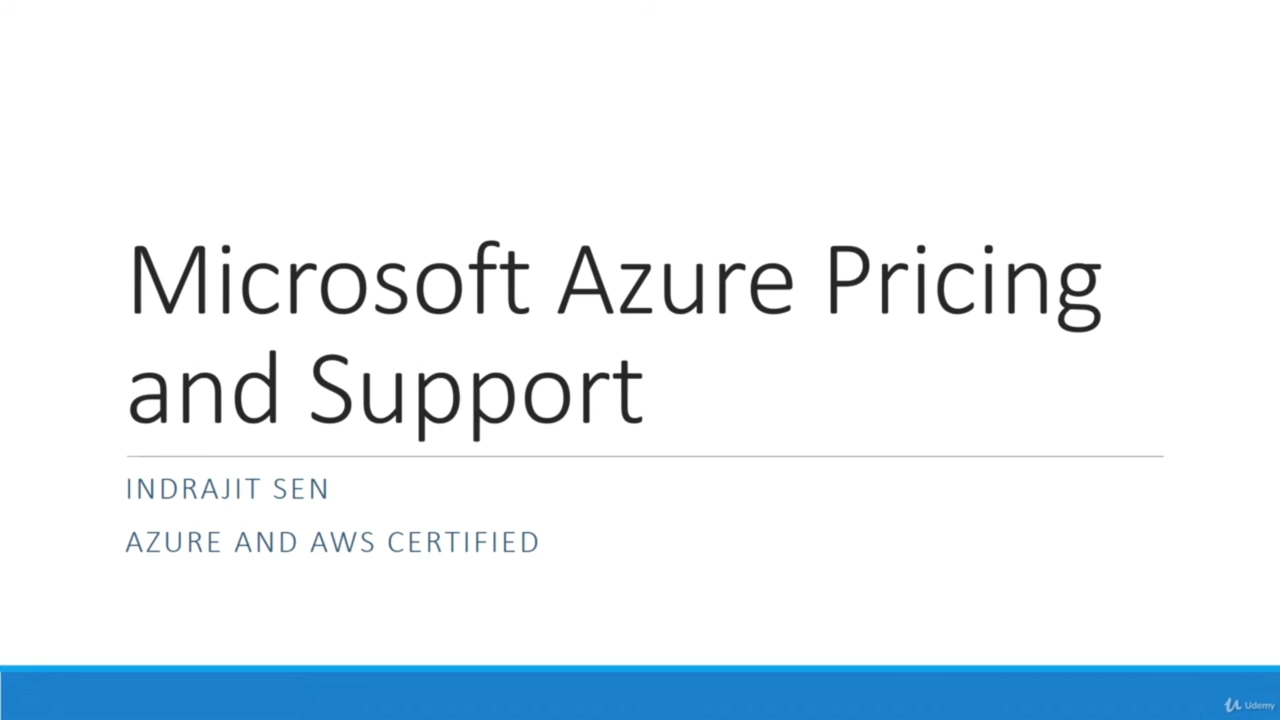 Microsoft Azure Pricing
and Support
INDRAJIT SEN
AZURE AND AWS CERTIFIED
Udemy